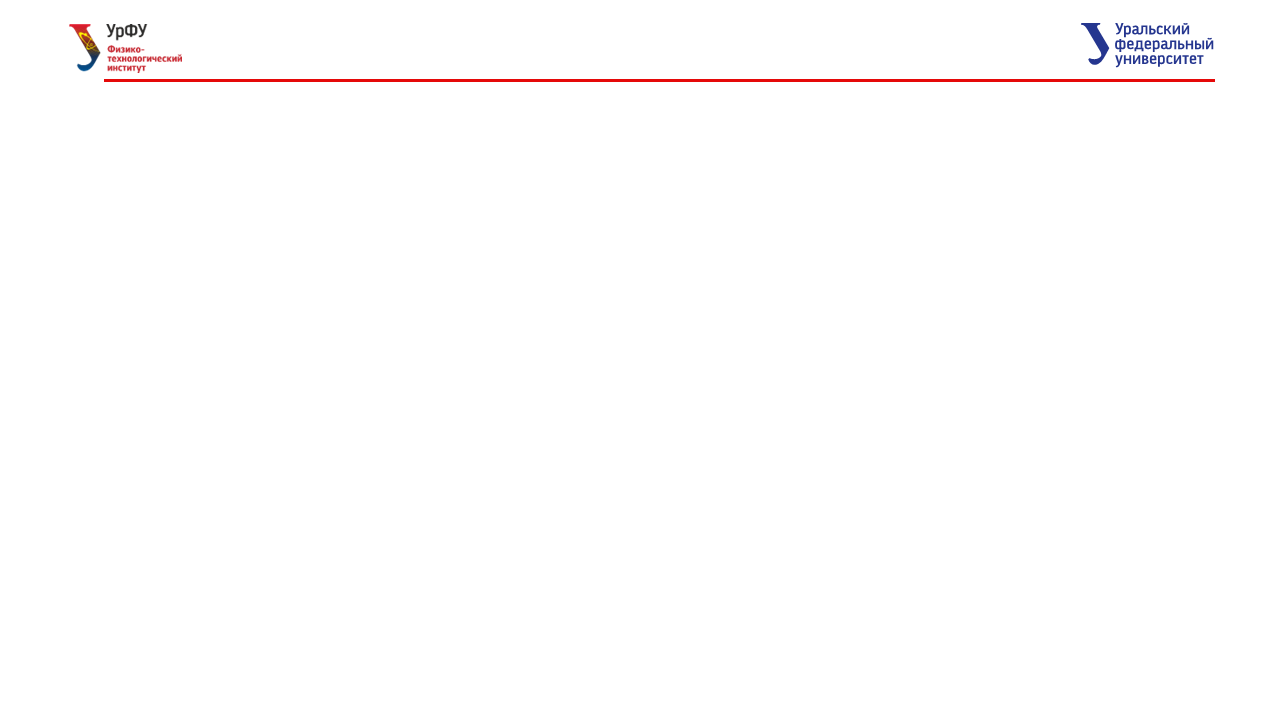 УрФУ
Физико-
технологический
институт
Уральский
федеральный
университет